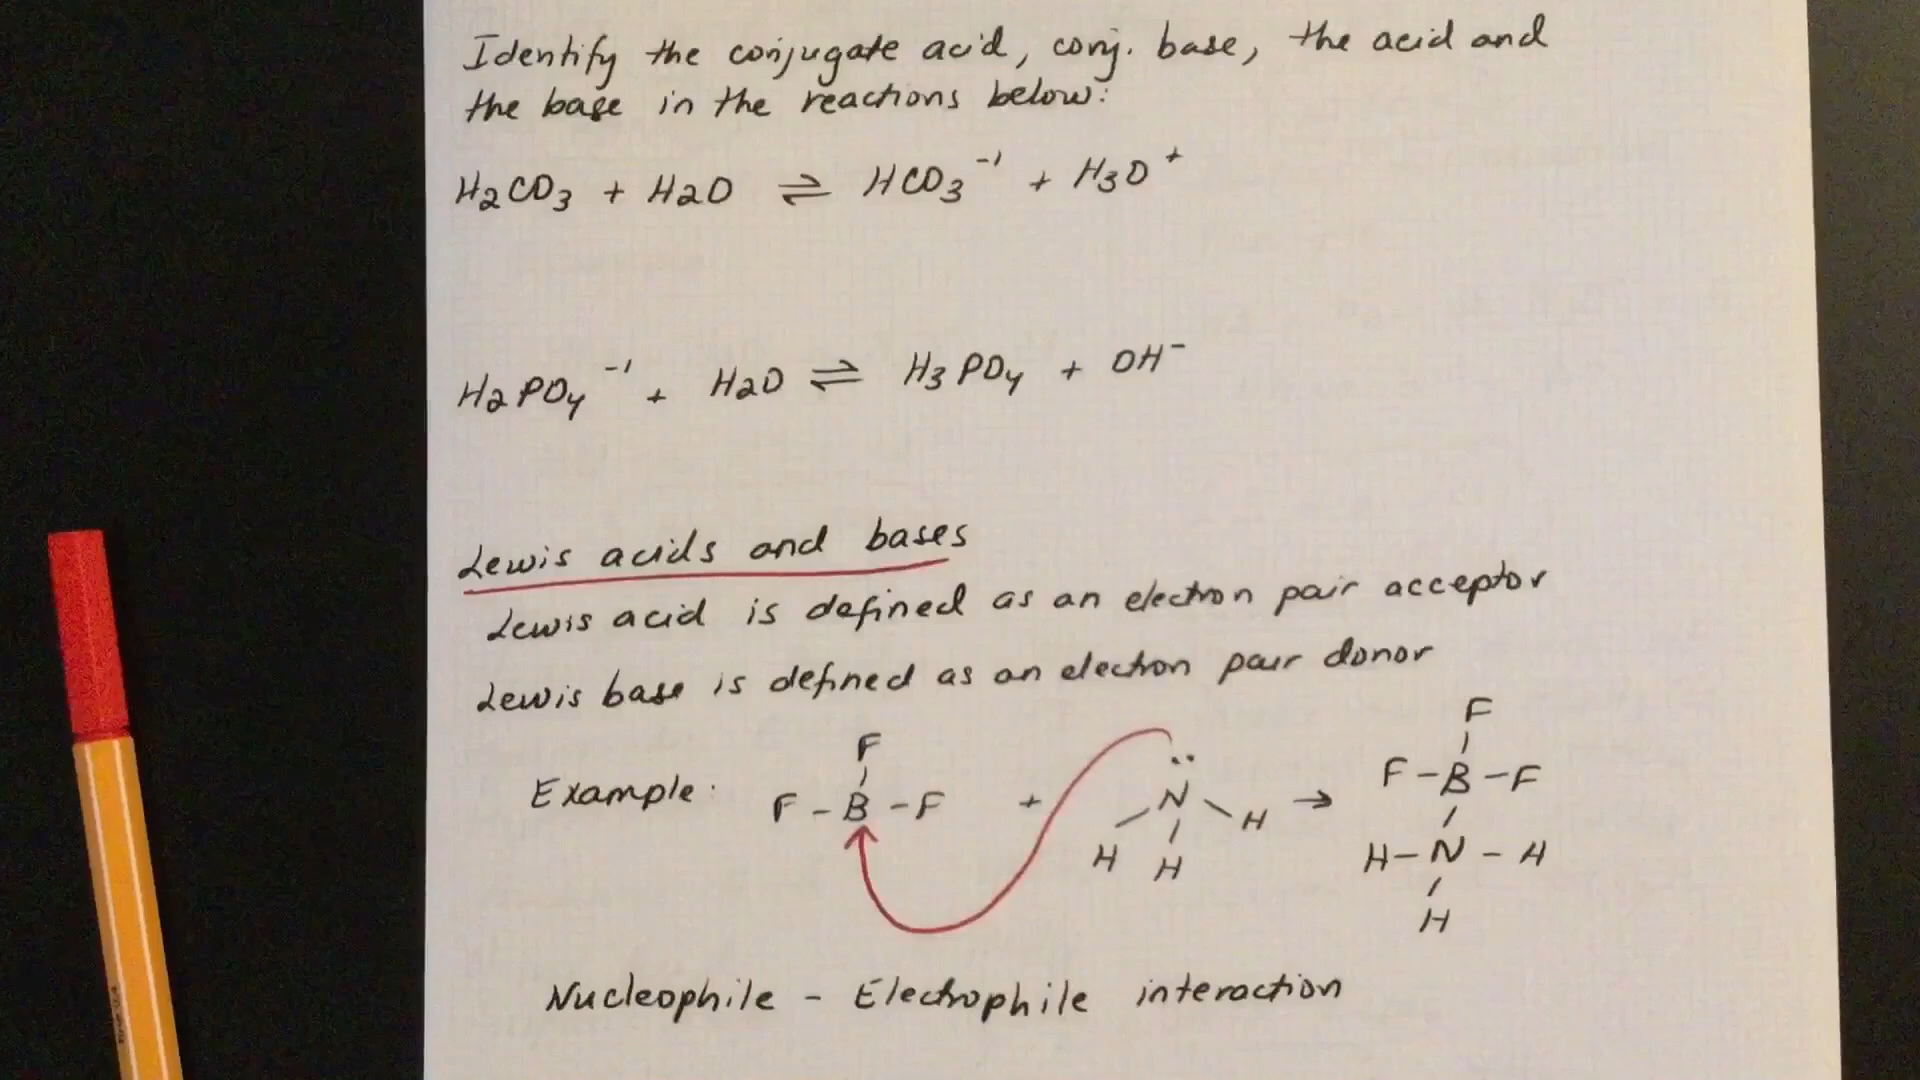 Identify the conjugate acid, conj. base, the acid and
the base in the reactions below:
H2CO3 + H2O ⇌ HCO3⁻¹ + H3O⁺
H2PO4⁻¹ + H2O ⇌ H3PO4 + OH⁻
Lewis acids and bases
Lewis acid is defined as an electron pair acceptor
Lewis base is defined as an electron pair donor
F
F
Example: F - B - F + N H → F - B - F
H H
H - N - H
H
Nucleophile - Electrophile interaction